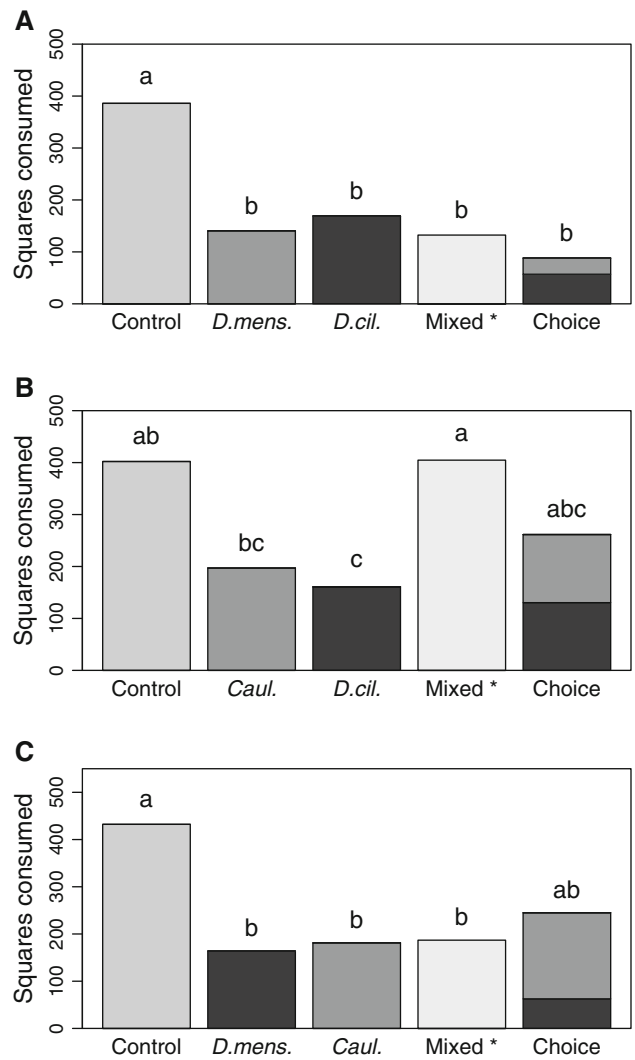 A
Squares consumed
500
400
300
200
100
0
a
b
b
b
b
Control D.mens. D.cil. Mixed * Choice
B
Squares consumed
500
400
300
200
100
0
ab
bc
c
a
abc
Control Caul. D.cil. Mixed * Choice
C
Squares consumed
500
400
300
200
100
0
a
b
b
b
ab
Control D.mens. Caul. Mixed * Choice